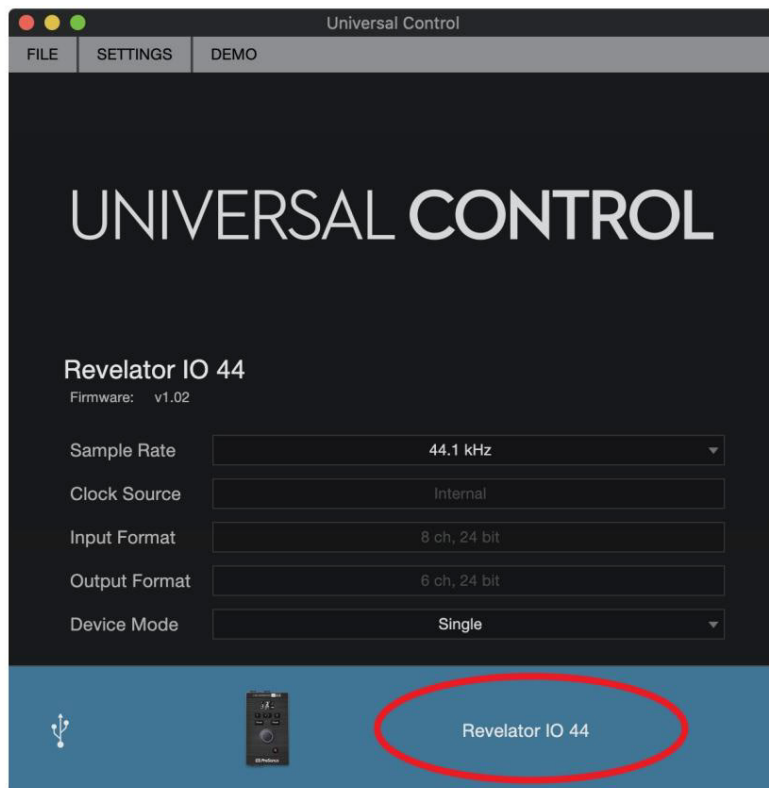 Universal Control
FILE SETTINGS DEMO
UNIVERSAL CONTROL
Revelator IO 44
Firmware: v1.02
Sample Rate 44.1 kHz
Clock Source Internal
Input Format 8 ch, 24 bit
Output Format 6 ch, 24 bit
Device Mode Single
Revelator IO 44